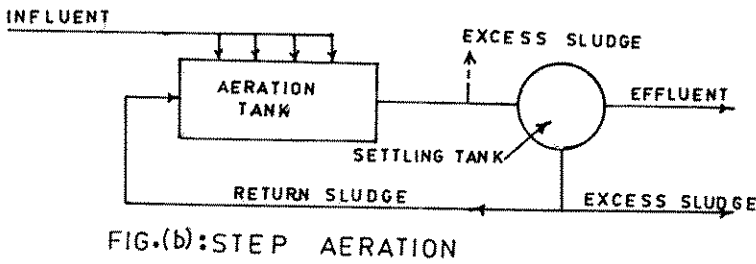 INFLUENT
EXCESS SLUDGE
AERATION
TANK
EFFLUENT
SETTLING TANK
RETURN SLUDGE
EXCESS SLUDGE
FIG.(b):STEP AERATION